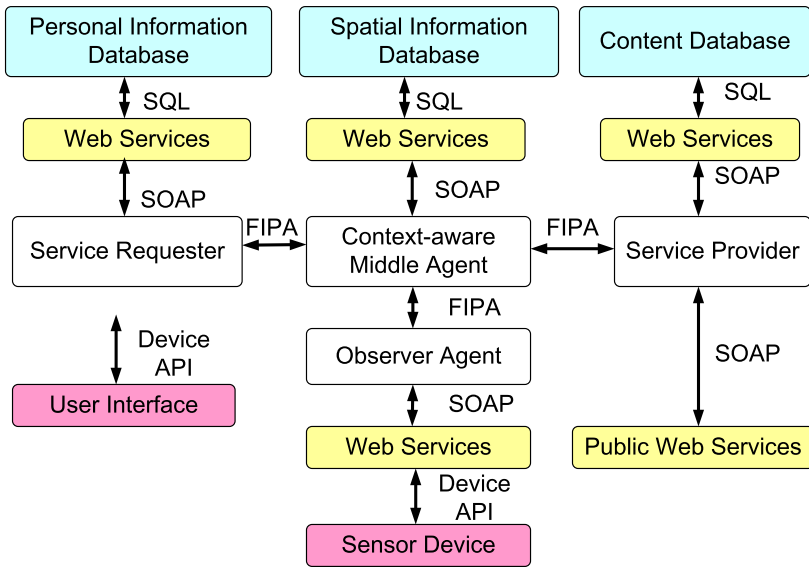 Personal Information
Database
Spatial Information
Database
Content Database
SQL
SQL
SQL
Web Services
Web Services
Web Services
SOAP
SOAP
SOAP
FIPA
FIPA
Service Requester
Context-aware
Middle Agent
Service Provider
FIPA
Device
API
Observer Agent
SOAP
User Interface
SOAP
Web Services
Public Web Services
Device
API
Sensor Device